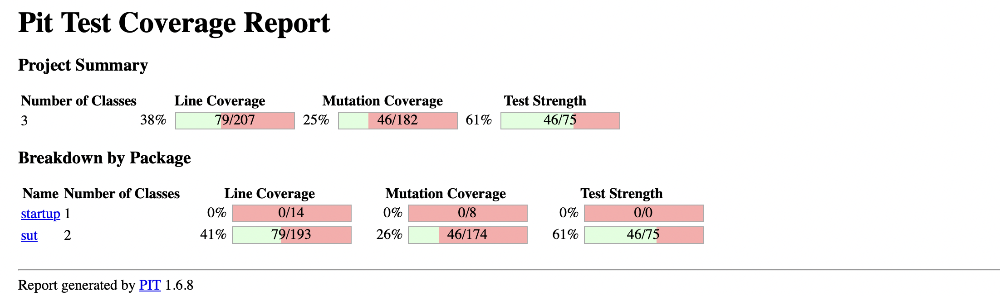 Pit Test Coverage Report
Project Summary
Number of Classes Line Coverage Mutation Coverage Test Strength
3 38% 79/207 25% 46/182 61% 46/75
Breakdown by Package
Name Number of Classes Line Coverage Mutation Coverage Test Strength
startup 1 0% 0/14 0% 0/8 0% 0/0
sut 2 41% 79/193 26% 46/174 61% 46/75
Report generated by PIT 1.6.8